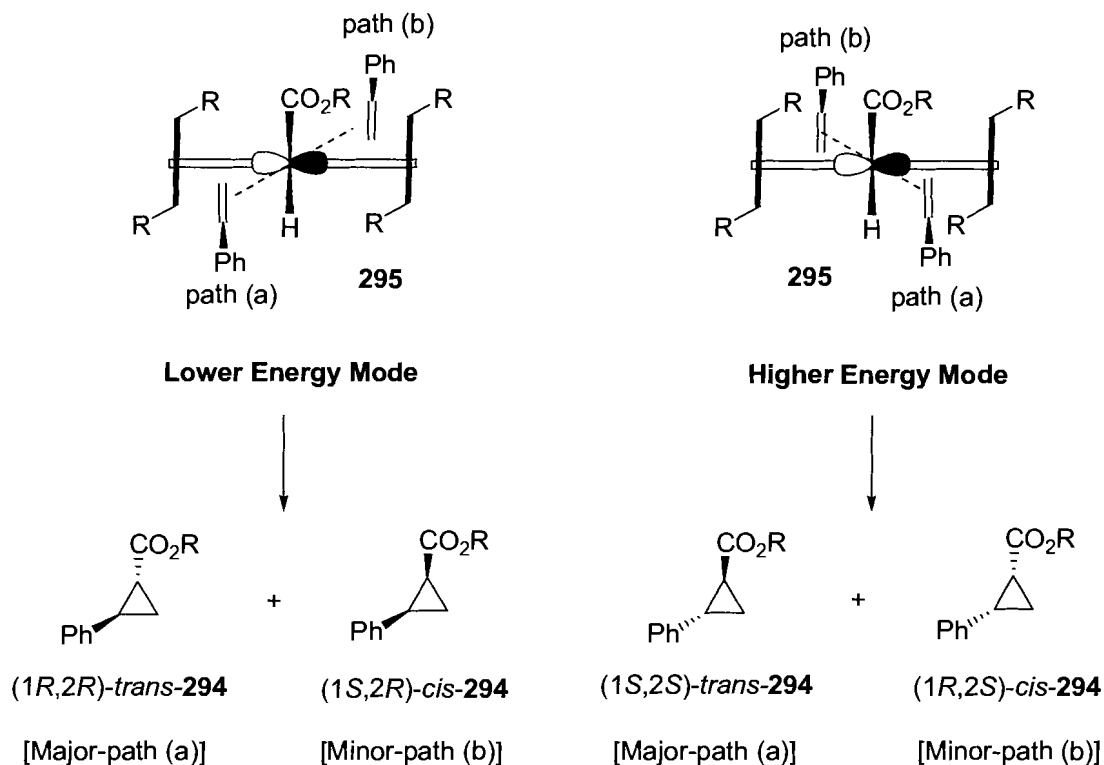 path (b)
Ph
R
CO₂R
R
R
R
H
Ph
path (a)
295
path (b)
Ph
R
CO₂R
R
R
R
H
Ph
295
path (a)
Lower Energy Mode
Higher Energy Mode
CO₂R
Ph
+
CO₂R
Ph
CO₂R
Ph
+
CO₂R
Ph
(1R,2R)-trans-294
(1S,2R)-cis-294
(1S,2S)-trans-294
(1R,2S)-cis-294
[Major-path (a)]
[Minor-path (b)]
[Major-path (a)]
[Minor-path (b)]